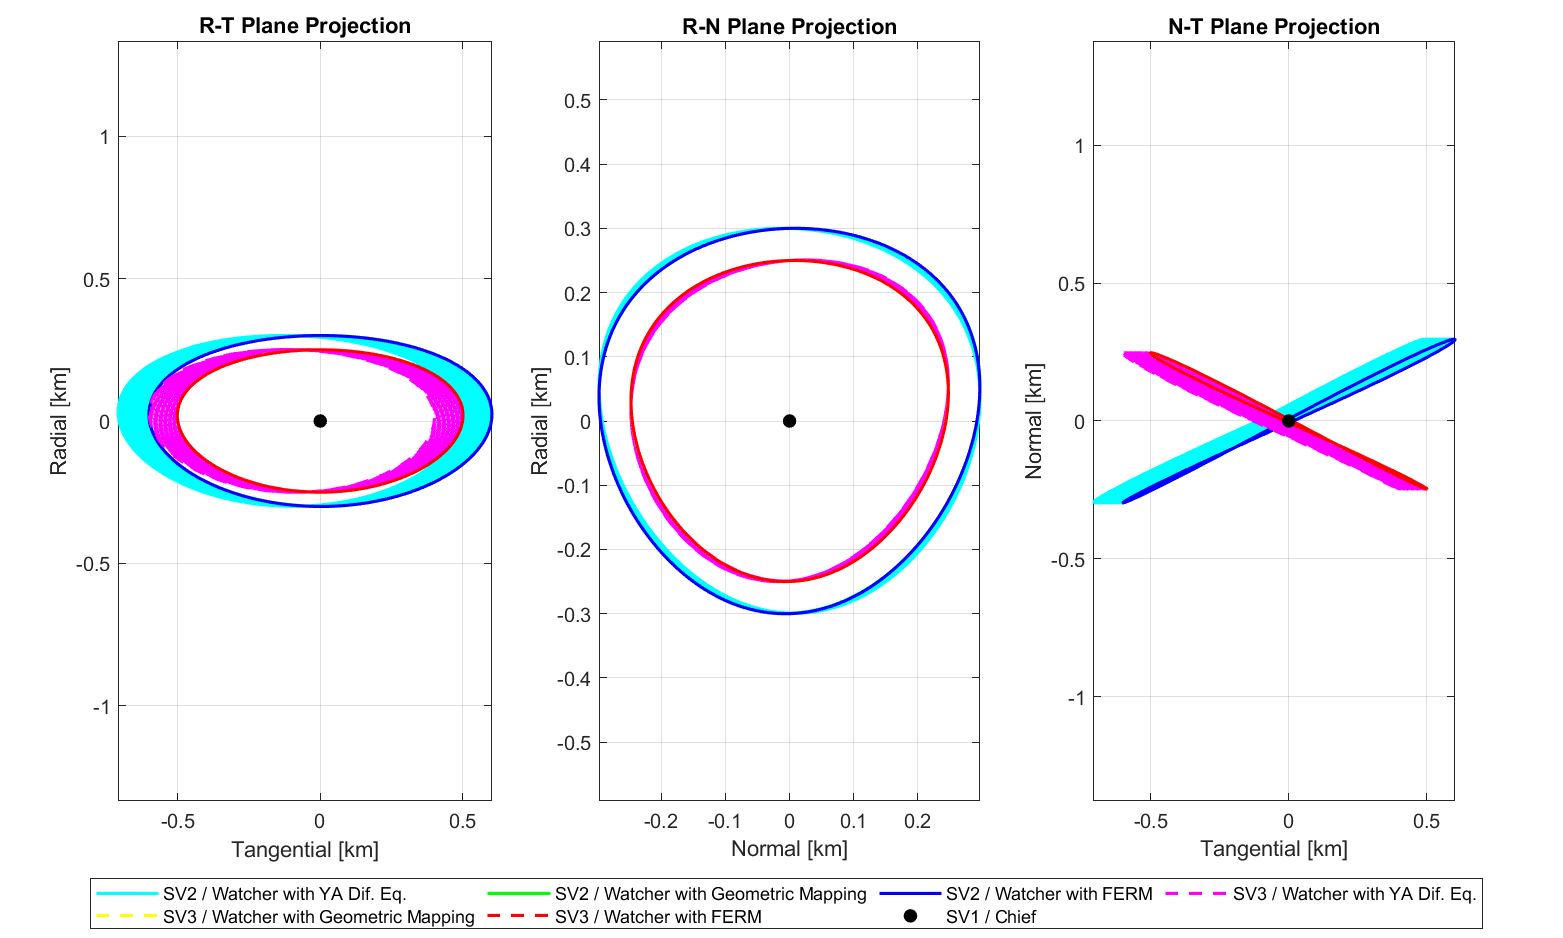 R-T Plane Projection
R-N Plane Projection
N-T Plane Projection
Radial [km]
1
0.5
0
-0.5
-1
-0.5
0
0.5
Tangential [km]
Radial [km]
0.5
0.4
0.3
0.2
0.1
0
-0.1
-0.2
-0.3
-0.4
-0.5
-0.2
-0.1
0
0.1
0.2
Normal [km]
Normal [km]
1
0.5
0
-0.5
-1
-0.5
0
0.5
Tangential [km]
SV2 / Watcher with YA Dif. Eq.
SV2 / Watcher with Geometric Mapping
SV2 / Watcher with FERM
SV3 / Watcher with YA Dif. Eq.
SV3 / Watcher with Geometric Mapping
SV3 / Watcher with FERM
SV1 / Chief